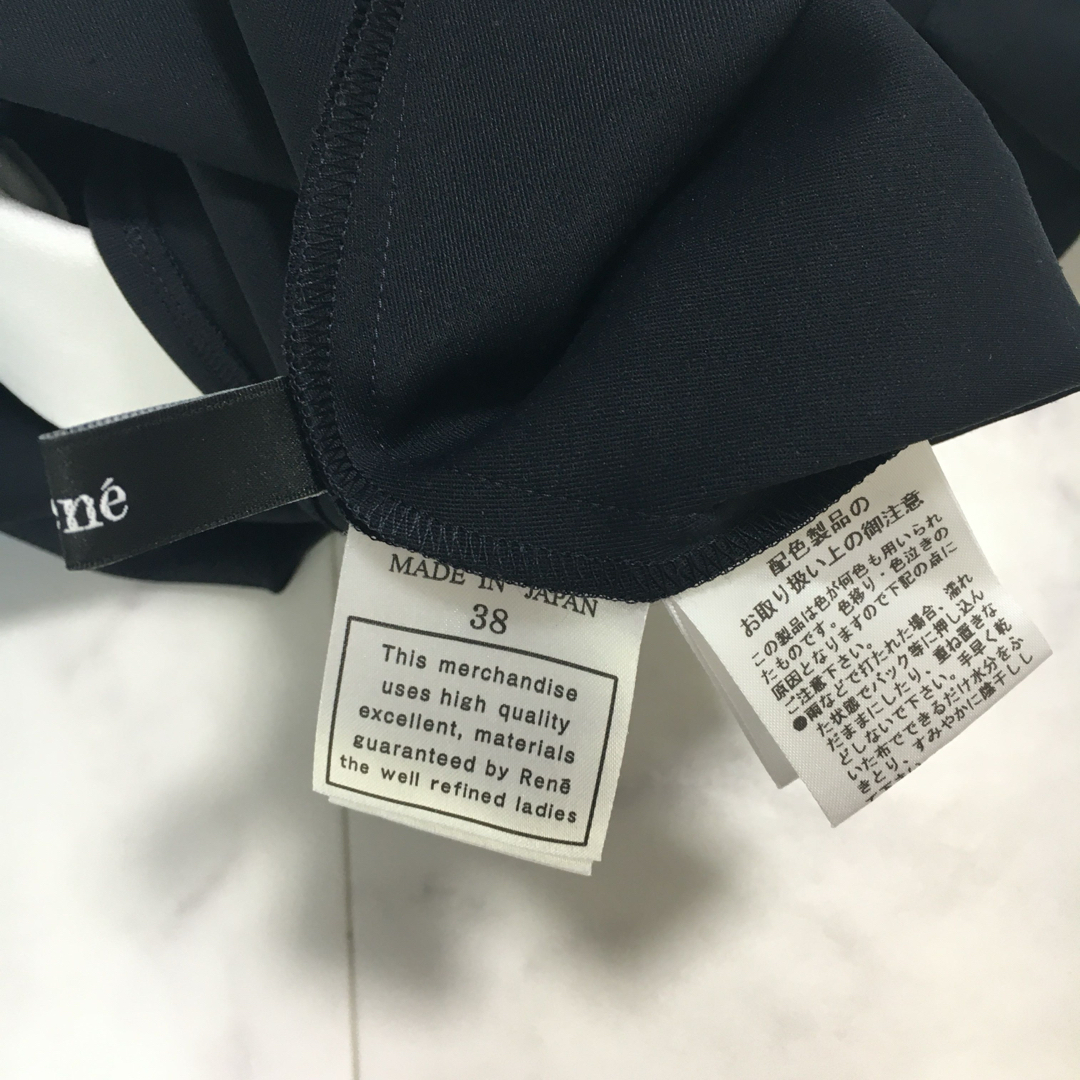 ené
MADE IN JAPAN
38
This merchandise
uses high quality
excellent, materials
guaranteed by Renē
the well refined ladies
配色製品の
お取り扱い上の御注意
この製品は色が何色も用いられ
たものです。色移り・色泣きの
原因となりますので下記の点に
ご注意下さい。
●雨などで打たれた場合、濡れ
た状態でバック等に押し込ん
だままにしたり、重ね置きな
どしないで下さい。手早く乾
いた布でできるだけ水分をふ
きとり、すみやかに陰干しし